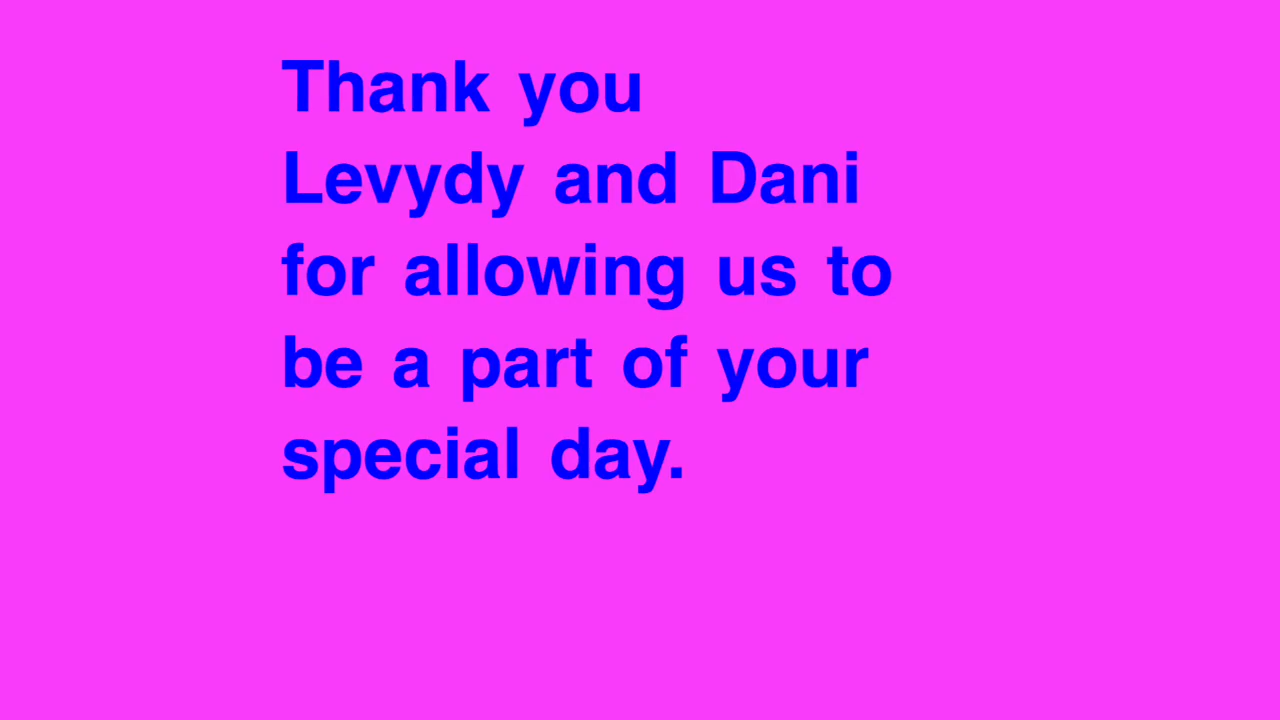 Thank you
Levydy and Dani
for allowing us to
be a part of your
special day.